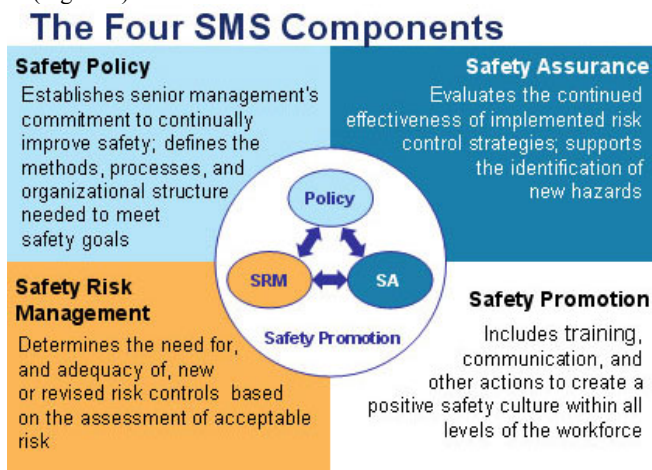 The Four SMS Components
Safety Policy
Establishes senior management's
commitment to continually
improve safety; defines the
methods, processes, and
organizational structure
needed to meet
safety goals
Safety Assurance
Evaluates the continued
effectiveness of implemented risk
control strategies; supports
the identification of
new hazards
Policy
SRM
SA
Safety Promotion
Safety Risk
Management
Determines the need for,
and adequacy of, new
or revised risk controls based
on the assessment of acceptable
risk
Safety Promotion
Includes training,
communication, and
other actions to create a
positive safety culture within all
levels of the workforce